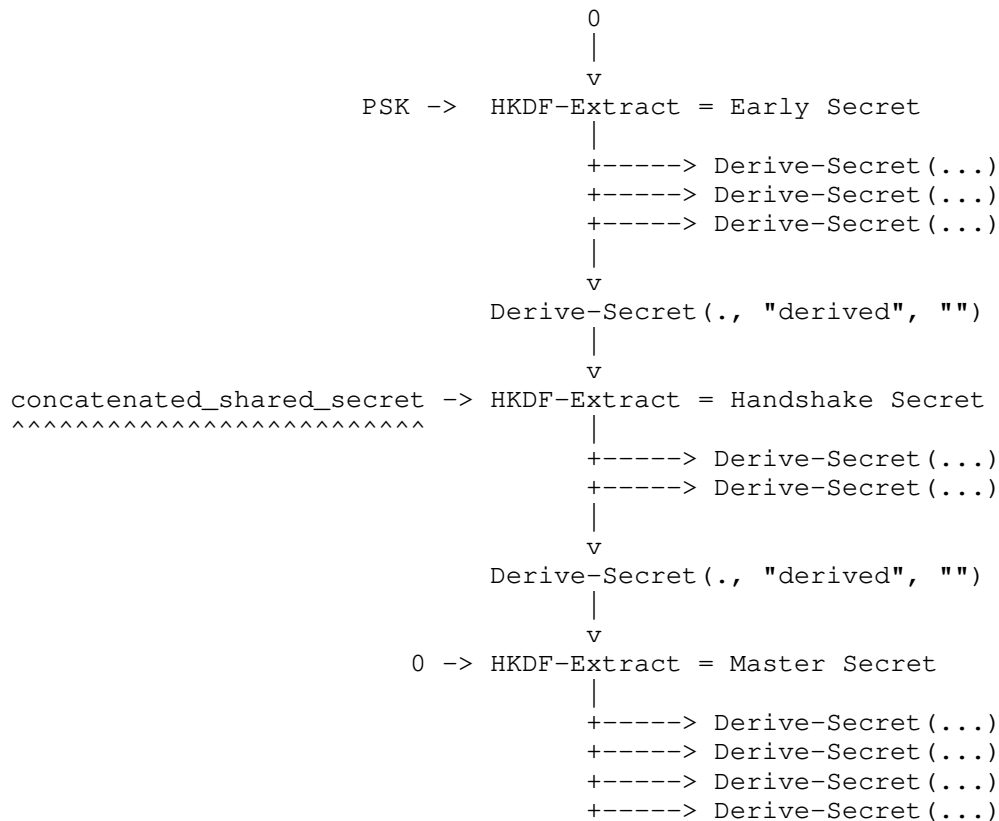 0
                                    |
                                    v
                      PSK ->  HKDF-Extract = Early Secret
                                    |
                                    +-----> Derive-Secret(...)
                                    +-----> Derive-Secret(...)
                                    +-----> Derive-Secret(...)
                                    |
                                    v
                              Derive-Secret(., "derived", "")
                                    |
                                    v
concatenated_shared_secret -> HKDF-Extract = Handshake Secret
^^^^^^^^^^^^^^^^^^^^^^^^^^          |
                                    +-----> Derive-Secret(...)
                                    +-----> Derive-Secret(...)
                                    |
                                    v
                              Derive-Secret(., "derived", "")
                                    |
                                    v
                         0 -> HKDF-Extract = Master Secret
                                    |
                                    +-----> Derive-Secret(...)
                                    +-----> Derive-Secret(...)
                                    +-----> Derive-Secret(...)
                                    +-----> Derive-Secret(...)